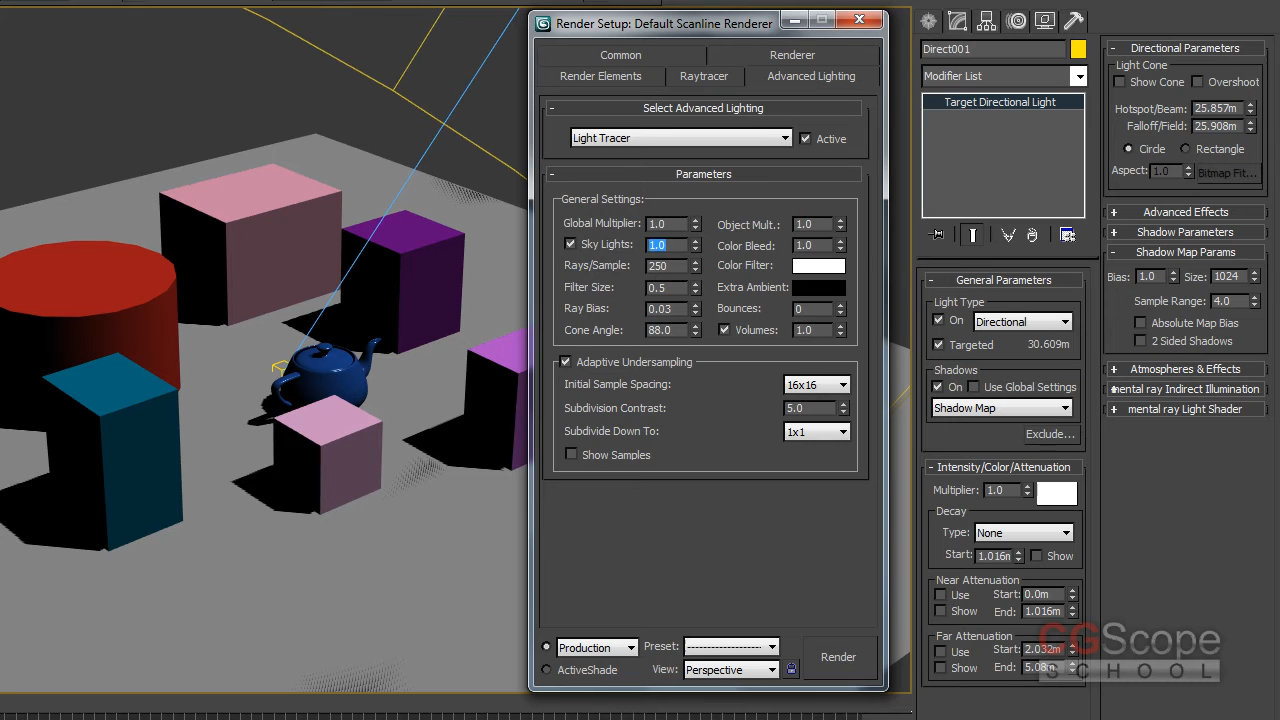 Render Setup: Default Scanline Renderer
Common
Renderer
Render Elements
Raytracer
Advanced Lighting
- Select Advanced Lighting
Light Tracer
Active
- Parameters
General Settings:
Global Multiplier: 1.0
Object Mult.: 1.0
Sky Lights: 1.0
Color Bleed: 1.0
Rays/Sample: 250
Color Filter:
Filter Size: 0.5
Extra Ambient:
Ray Bias: 0.03
Bounces: 0
Cone Angle: 88.0
Volumes: 1.0
Adaptive Undersampling
Initial Sample Spacing: 16x16
Subdivision Contrast: 5.0
Subdivide Down To: 1x1
Show Samples
Production
Preset: --------------------
ActiveShade
View: Perspective
Render
Direct001
Modifier List
Target Directional Light
- General Parameters
Light Type
On
Directional
Targeted
30.609m
Shadows
On
Use Global Settings
Shadow Map
Exclude...
- Intensity/Color/Attenuation
Multiplier: 1.0
Decay
Type: None
Start: 1.016m
Show
Near Attenuation
Use
Start: 0.0m
Show
End: 1.016m
Far Attenuation
Use
Start: 2.032m
Show
End: 5.08m
- Directional Parameters
Light Cone
Show Cone
Overshoot
Hotspot/Beam: 25.857m
Falloff/Field: 25.908m
Circle
Rectangle
Aspect: 1.0
Bitmap Fit...
+ Advanced Effects
+ Shadow Parameters
- Shadow Map Params
Bias: 1.0
Size: 1024
Sample Range: 4.0
Absolute Map Bias
2 Sided Shadows
+ Atmospheres & Effects
mental ray Indirect Illumination
+ mental ray Light Shader
CGScope
SCHOOL